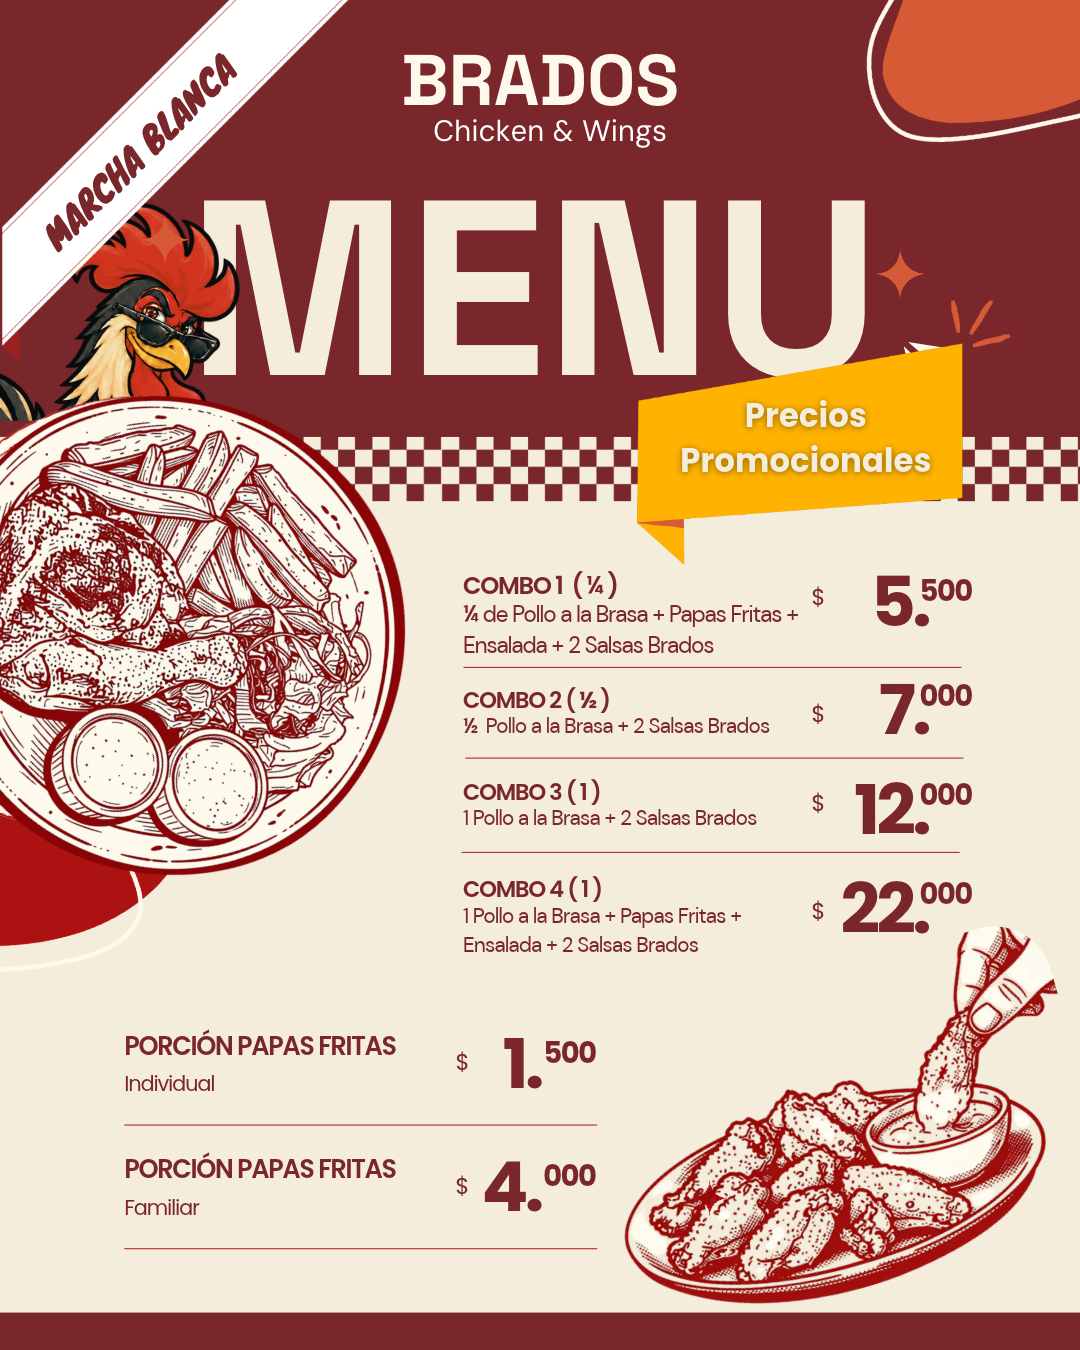 MARCHA BLANCA
BRADOS
Chicken & Wings
MENU
Precios
Promocionales
COMBO 1 ( ¼ ) $ 5.500
¼ de Pollo a la Brasa + Papas Fritas +
Ensalada + 2 Salsas Brados
COMBO 2 ( ½ ) $ 7.000
½ Pollo a la Brasa + 2 Salsas Brados
COMBO 3 ( 1 ) $ 12.000
1 Pollo a la Brasa + 2 Salsas Brados
COMBO 4 ( 1 ) $ 22.000
1 Pollo a la Brasa + Papas Fritas +
Ensalada + 2 Salsas Brados
PORCIÓN PAPAS FRITAS $ 1.500
Individual
PORCIÓN PAPAS FRITAS $ 4.000
Familiar